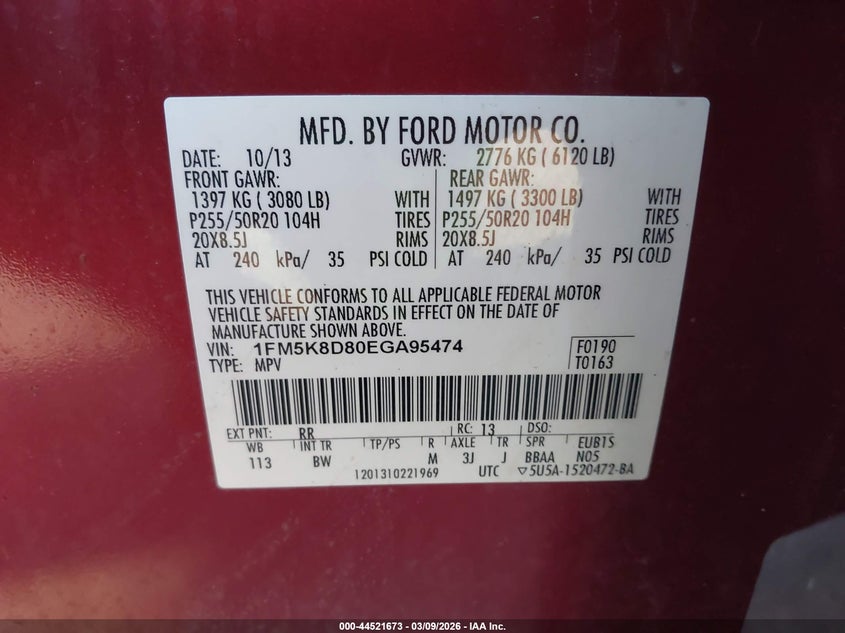 MFD. BY FORD MOTOR CO.
DATE: 10/13 GVWR: 2776 KG ( 6120 LB)
FRONT GAWR: REAR GAWR:
1397 KG ( 3080 LB) WITH 1497 KG ( 3300 LB) WITH
P255/50R20 104H TIRES P255/50R20 104H TIRES
20X8.5J RIMS 20X8.5J RIMS
AT 240 kPa/ 35 PSI COLD AT 240 kPa/ 35 PSI COLD
THIS VEHICLE CONFORMS TO ALL APPLICABLE FEDERAL MOTOR
VEHICLE SAFETY STANDARDS IN EFFECT ON THE DATE OF
MANUFACTURE SHOWN ABOVE.
VIN: 1FM5K8D80EGA95474 F0190
TYPE: MPV T0163
EXT PNT: RR RC: 13 DSO:
WB INT TR TP/PS R AXLE TR SPR EUB1S
113 BW M 3J J BBAA N05
1201310221969 UTC ▽5U5A-1520472-BA
000-44521673 | 03/09/2026 - IAA Inc.